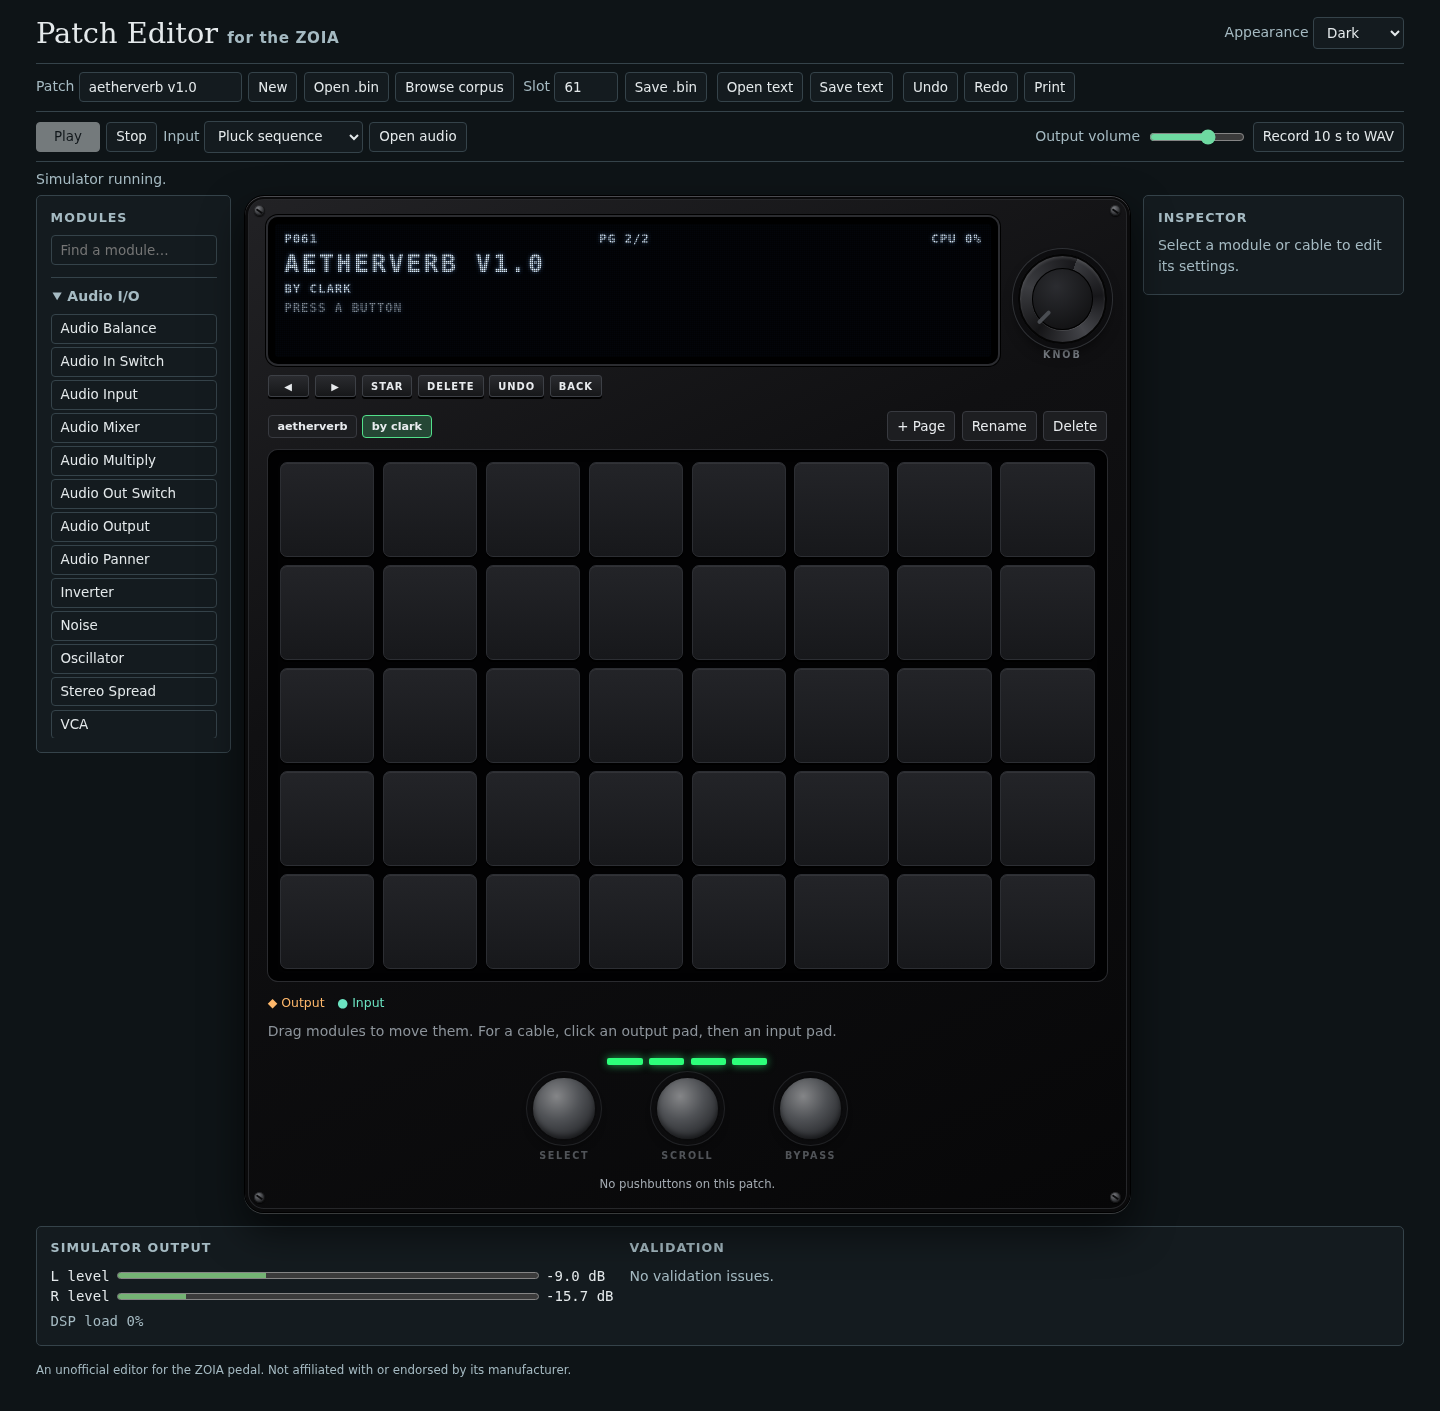 Patch Editor for the ZOIA
Appearance Dark
Patch aetherverb v1.0 New Open .bin Browse corpus Slot 61 Save .bin Open text Save text Undo Redo Print
Play Stop Input Pluck sequence Open audio Output volume Record 10 s to WAV
Simulator running.
MODULES
Find a module...
▼ Audio I/O
Audio Balance
Audio In Switch
Audio Input
Audio Mixer
Audio Multiply
Audio Out Switch
Audio Output
Audio Panner
Inverter
Noise
Oscillator
Stereo Spread
VCA
P061 PG 2/2 CPU 0%
AETHERVERB V1.0
BY CLARK
PRESS A BUTTON
KNOB
◀ ▶ STAR DELETE UNDO BACK
aetherverb by clark + Page Rename Delete
◆ Output ● Input
Drag modules to move them. For a cable, click an output pad, then an input pad.
SELECT SCROLL BYPASS
No pushbuttons on this patch.
INSPECTOR
Select a module or cable to edit
its settings.
SIMULATOR OUTPUT
L level -9.0 dB
R level -15.7 dB
DSP load 0%
VALIDATION
No validation issues.
An unofficial editor for the ZOIA pedal. Not affiliated with or endorsed by its manufacturer.